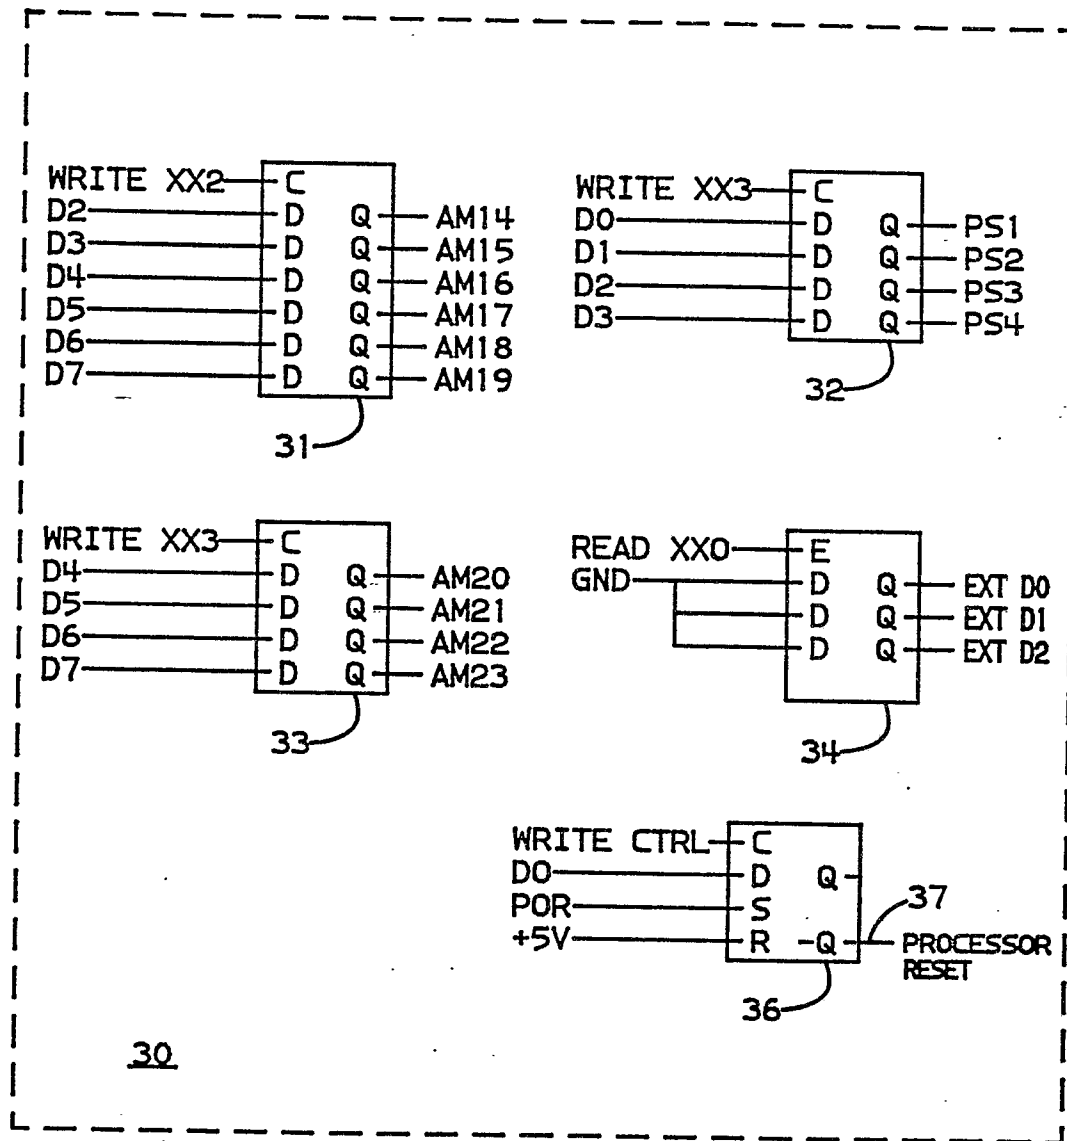 WRITE XX2 C
D2 D Q AM14
D3 D Q AM15
D4 D Q AM16
D5 D Q AM17
D6 D Q AM18
D7 D Q AM19
31
WRITE XX3 C
D0 D Q PS1
D1 D Q PS2
D2 D Q PS3
D3 D Q PS4
32
WRITE XX3 C
D4 D Q AM20
D5 D Q AM21
D6 D Q AM22
D7 D Q AM23
33
READ XX0 E
GND D Q EXT D0
D Q EXT D1
D Q EXT D2
34
WRITE CTRL C
D0 D Q
POR S
37
+5V R -Q PROCESSOR
RESET
36
30